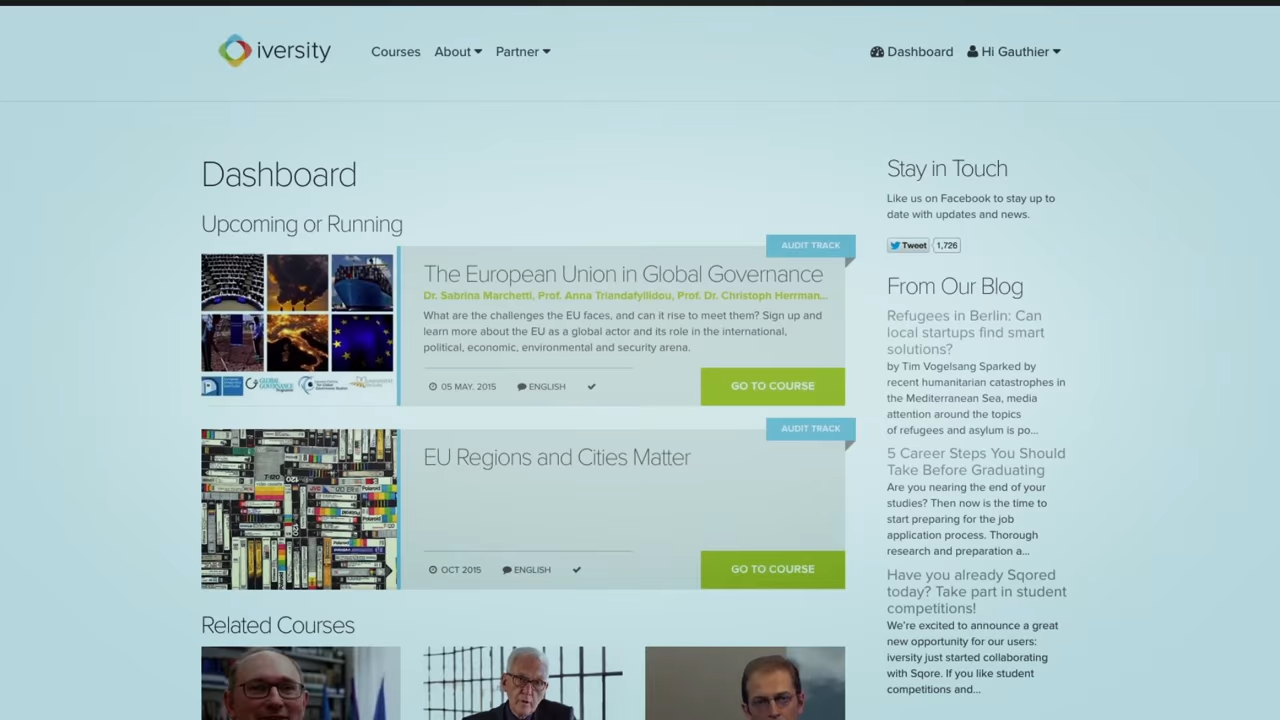 iversity
Courses
About
Partner
Dashboard
Hi Gauthier
Dashboard
Upcoming or Running
AUDIT TRACK
The European Union in Global Governance
Dr. Sabrina Marchetti, Prof. Anna Triandafyllidou, Prof. Dr. Christoph Herrman...
What are the challenges the EU faces, and can it rise to meet them? Sign up and
learn more about the EU as a global actor and its role in the international,
political, economic, environmental and security arena.
05 MAY. 2015
ENGLISH
GO TO COURSE
AUDIT TRACK
EU Regions and Cities Matter
OCT 2015
ENGLISH
GO TO COURSE
Related Courses
Stay in Touch
Like us on Facebook to stay up to
date with updates and news.
Tweet
1,726
From Our Blog
Refugees in Berlin: Can
local startups find smart
solutions?
by Tim Vogelsang Sparked by
recent humanitarian catastrophes in
the Mediterranean Sea, media
attention around the topics
of refugees and asylum is po...
5 Career Steps You Should
Take Before Graduating
Are you nearing the end of your
studies? Then now is the time to
start preparing for the job
application process. Thorough
research and preparation a...
Have you already Sqored
today? Take part in student
competitions!
We're excited to announce a great
new opportunity for our users:
iversity just started collaborating
with Sqore. If you like student
competitions and...